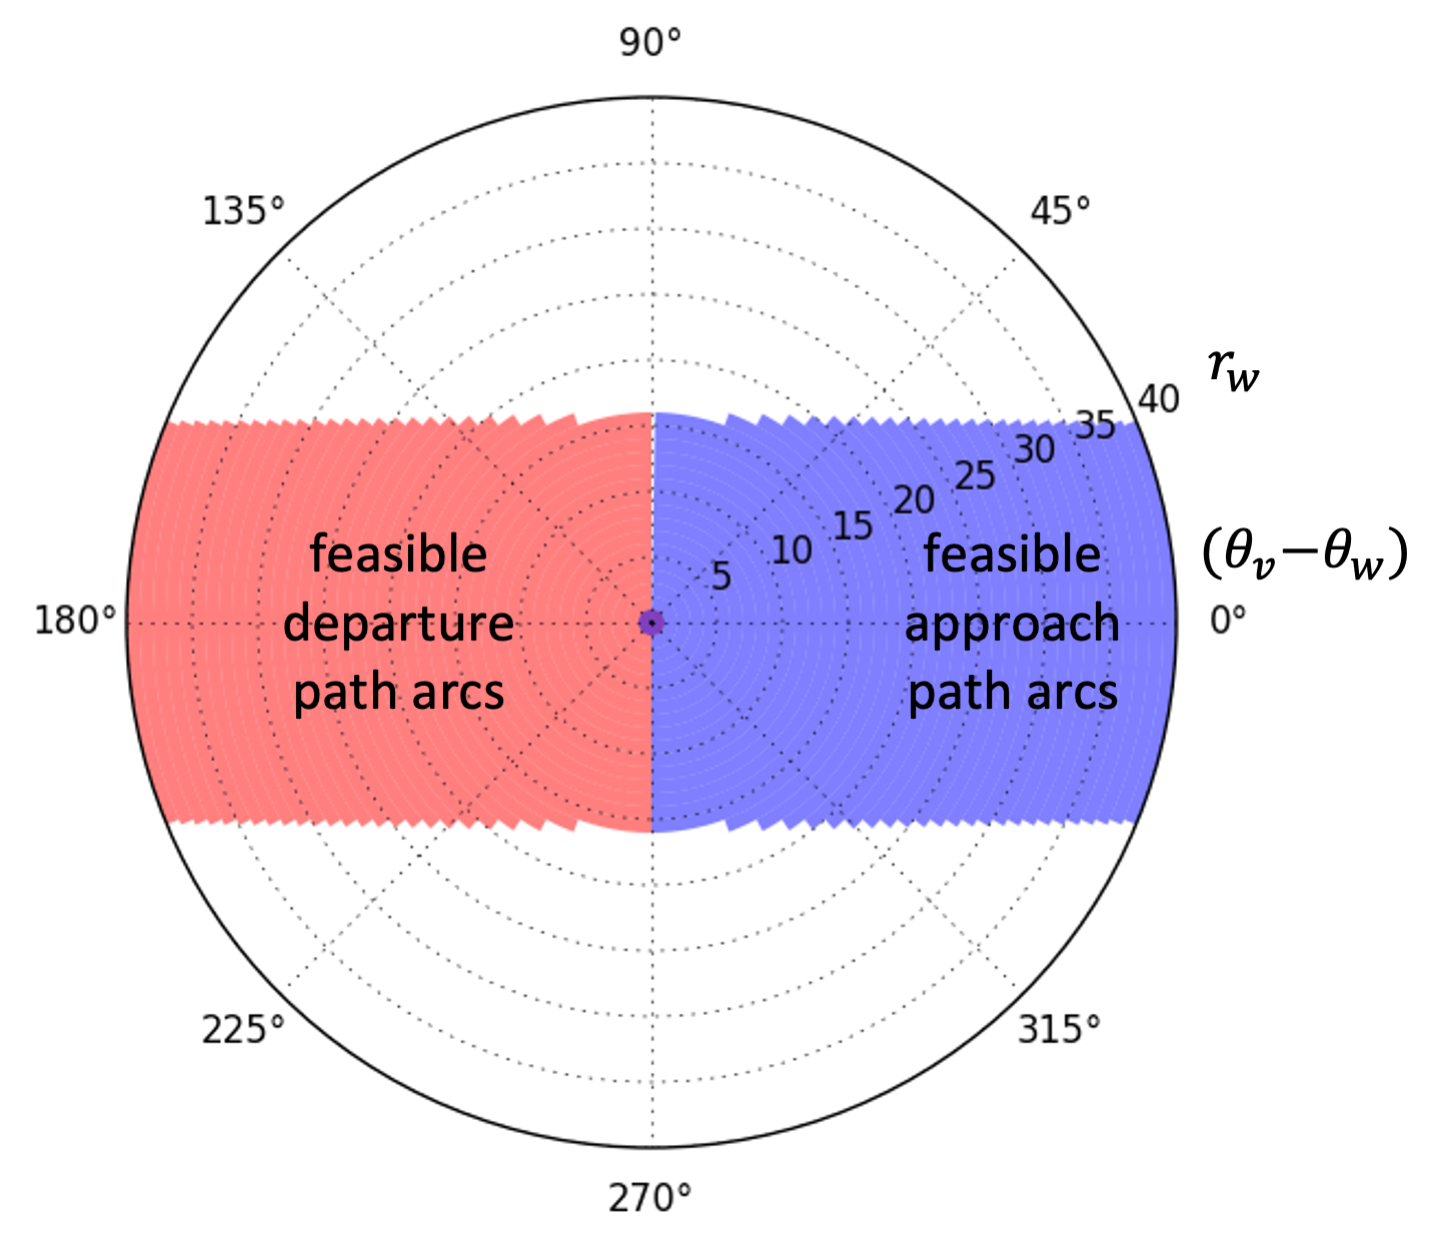 90°
135°
45°
r_w
40
35
30
25
20
15
10
5
feasible
departure
path arcs
feasible
approach
path arcs
(θ_v−θ_w)
180°
0°
225°
315°
270°